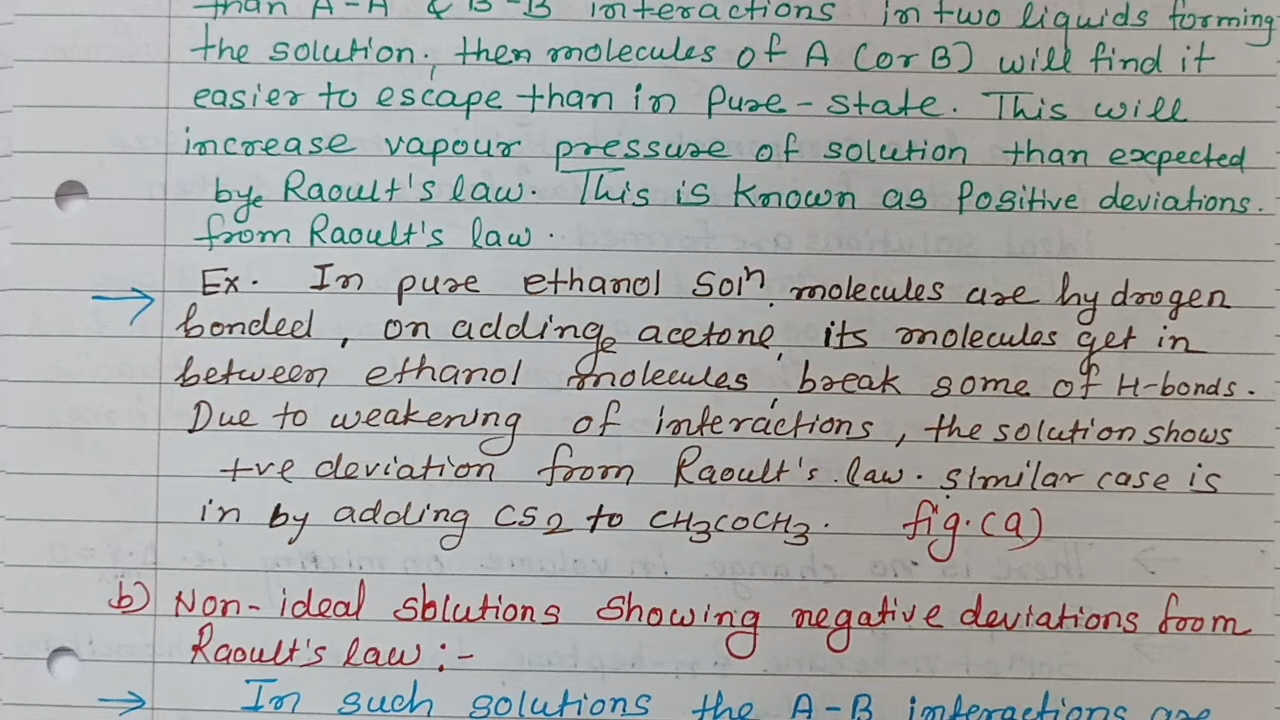 than A-A & B-B interactions in two liquids forming
the solution, then molecules of A (or B) will find it
easier to escape than in Pure-state. This will
increase vapour pressure of solution than expected
by Raoult's law. This is known as Positive deviations.
from Raoult's law.
→ Ex. In pure ethanol Solⁿ, molecules are hydrogen
bonded, on adding acetone, its molecules get in
between ethanol molecules, break some of H-bonds.
Due to weakening of interactions, the solution shows
+ve deviation from Raoult's law. similar case is
in by adding CS2 to CH3COCH3. fig.(a)
b) Non-ideal solutions showing negative deviations from
Raoult's law :-
→ In such solutions the A-B interactions are